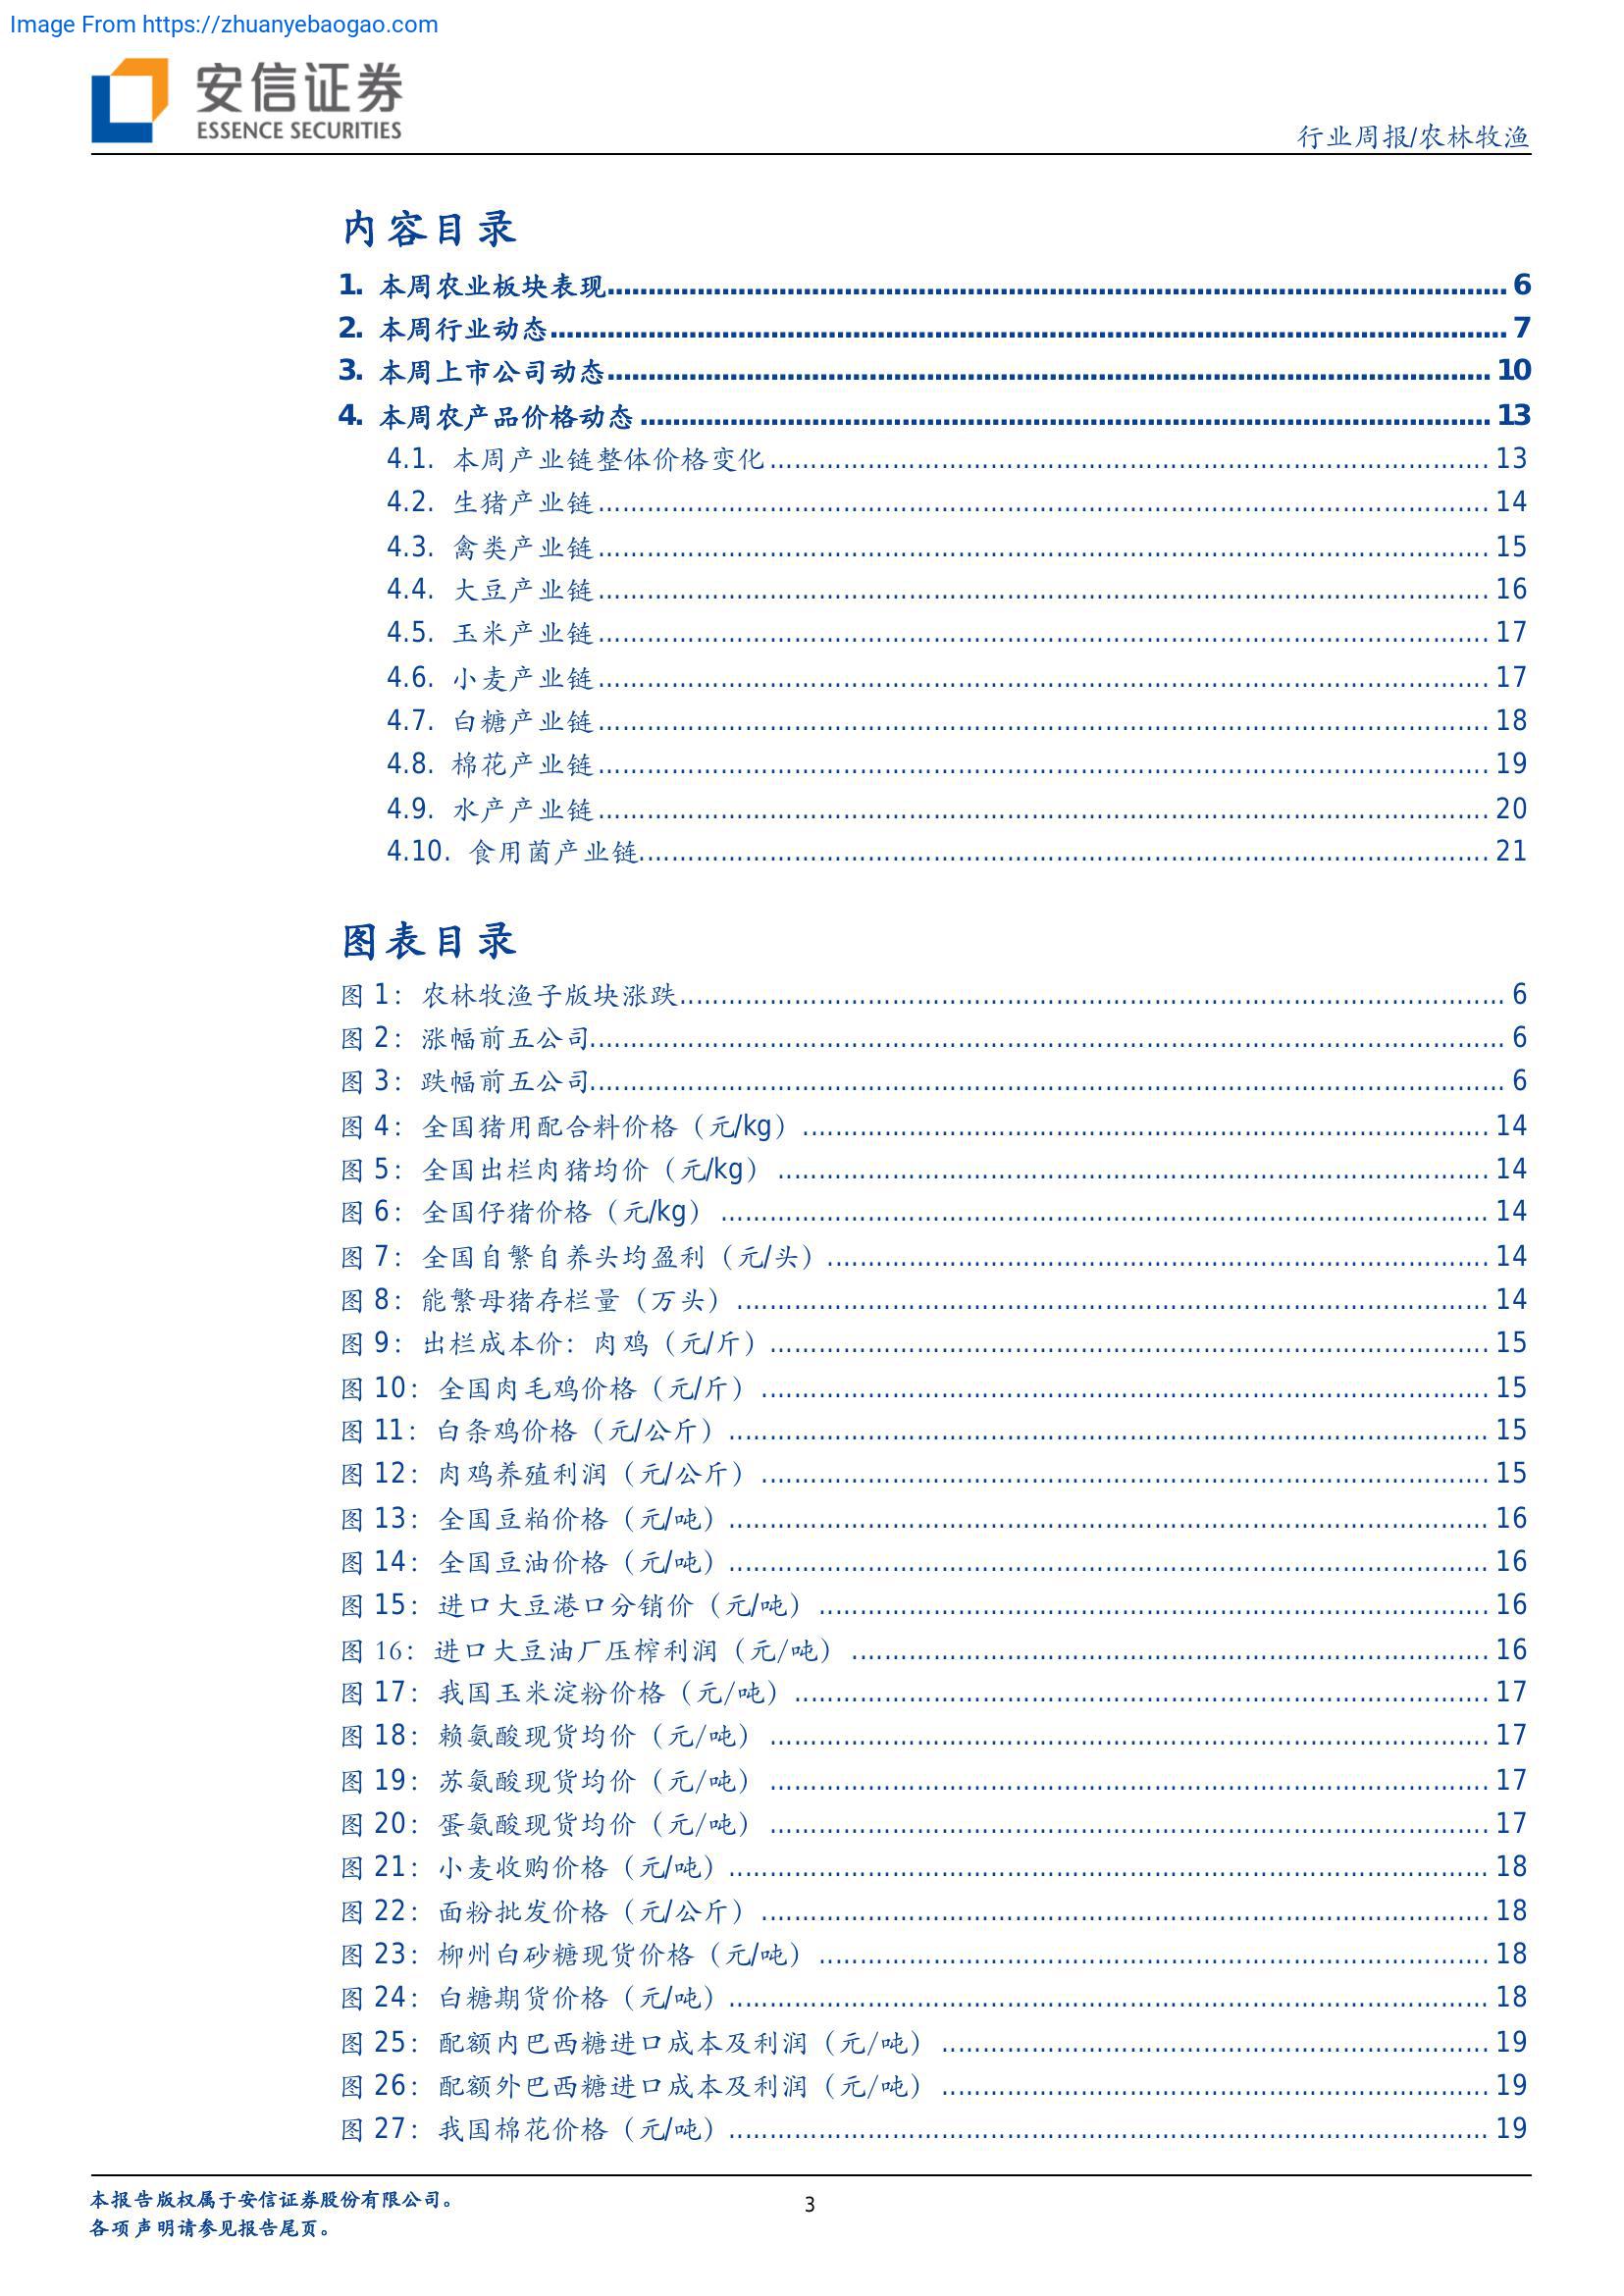 Image From https://zhuanyebaogao.com
安信证券
ESSENCE SECURITIES
行业周报/农林牧渔
内容目录
1. 本周农业板块表现........................................ 6
2. 本周行业动态........................................ 7
3. 本周上市公司动态........................................ 10
4. 本周农产品价格动态........................................ 13
4.1. 本周产业链整体价格变化........................................ 13
4.2. 生猪产业链........................................ 14
4.3. 禽类产业链........................................ 15
4.4. 大豆产业链........................................ 16
4.5. 玉米产业链........................................ 17
4.6. 小麦产业链........................................ 17
4.7. 白糖产业链........................................ 18
4.8. 棉花产业链........................................ 19
4.9. 水产产业链........................................ 20
4.10. 食用菌产业链........................................ 21
图表目录
图 1：农林牧渔子版块涨跌........................................ 6
图 2：涨幅前五公司........................................ 6
图 3：跌幅前五公司........................................ 6
图 4：全国猪用配合料价格（元/kg）........................................ 14
图 5：全国出栏肉猪均价（元/kg）........................................ 14
图 6：全国仔猪价格（元/kg）........................................ 14
图 7：全国自繁自养头均盈利（元/头）........................................ 14
图 8：能繁母猪存栏量（万头）........................................ 14
图 9：出栏成本价：肉鸡（元/斤）........................................ 15
图 10：全国肉毛鸡价格（元/斤）........................................ 15
图 11：白条鸡价格（元/公斤）........................................ 15
图 12：肉鸡养殖利润（元/公斤）........................................ 15
图 13：全国豆粕价格（元/吨）........................................ 16
图 14：全国豆油价格（元/吨）........................................ 16
图 15：进口大豆港口分销价（元/吨）........................................ 16
图 16：进口大豆油厂压榨利润（元/吨）........................................ 16
图 17：我国玉米淀粉价格（元/吨）........................................ 17
图 18：赖氨酸现货均价（元/吨）........................................ 17
图 19：苏氨酸现货均价（元/吨）........................................ 17
图 20：蛋氨酸现货均价（元/吨）........................................ 17
图 21：小麦收购价格（元/吨）........................................ 18
图 22：面粉批发价格（元/公斤）........................................ 18
图 23：柳州白砂糖现货价格（元/吨）........................................ 18
图 24：白糖期货价格（元/吨）........................................ 18
图 25：配额内巴西糖进口成本及利润（元/吨）........................................ 19
图 26：配额外巴西糖进口成本及利润（元/吨）........................................ 19
图 27：我国棉花价格（元/吨）........................................ 19
本报告版权属于安信证券股份有限公司。
3
各项声明请参见报告尾页。